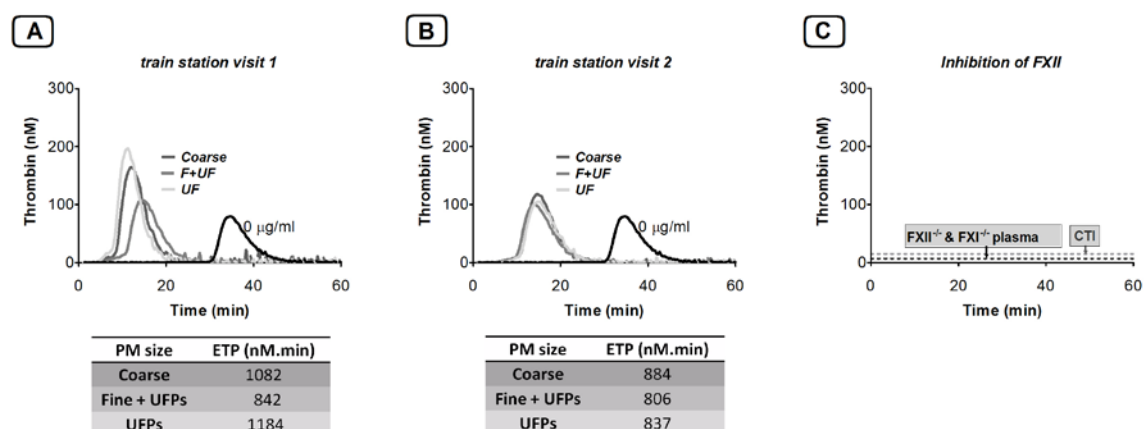 A
train station visit 1
Thrombin (nM)
300
200
100
0
Coarse
F+UF
UF
0 μg/ml
0 20 40 60
Time (min)
PM size ETP (nM.min)
Coarse 1082
Fine + UFPs 842
UFPs 1184
B
train station visit 2
Thrombin (nM)
300
200
100
0
Coarse
F+UF
UF
0 μg/ml
0 20 40 60
Time (min)
PM size ETP (nM.min)
Coarse 884
Fine + UFPs 806
UFPs 837
C
Inhibition of FXII
Thrombin (nM)
300
200
100
0
FXII-/- & FXI-/- plasma
CTI
0 20 40 60
Time (min)